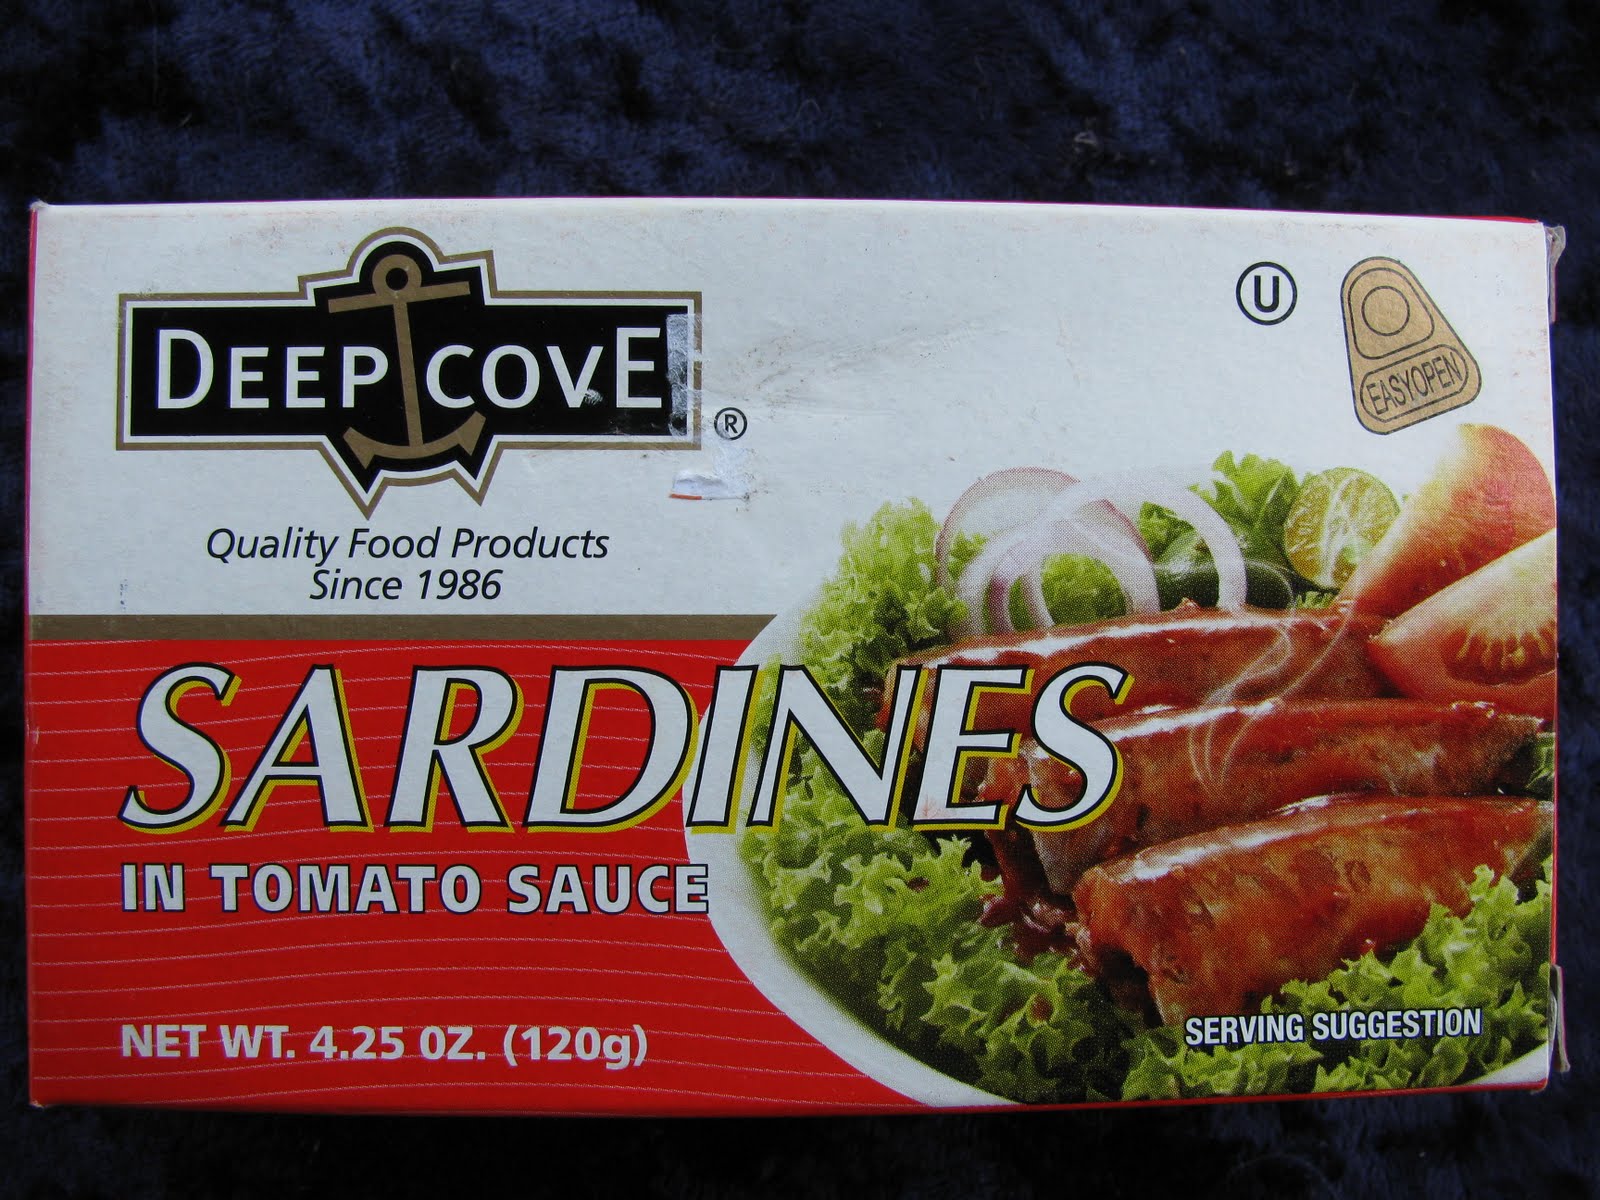 DEEP COVE
®
Quality Food Products
Since 1986
U
EASYOPEN
SARDINES
IN TOMATO SAUCE
NET WT. 4.25 OZ. (120g)
SERVING SUGGESTION